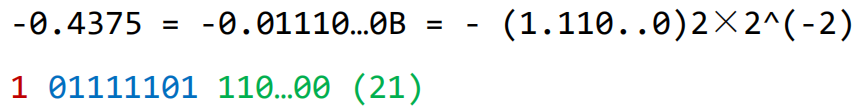 -0.4375 = -0.01110…0B = - (1.110..0)2×2^(-2)
1 01111101 110…00 (21)